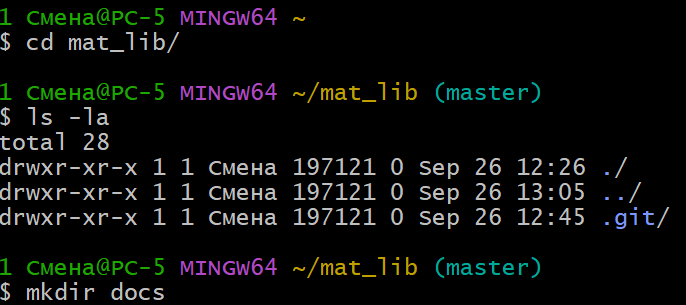 1 Смена@PC-5 MINGW64 ~
$ cd mat_lib/
1 Смена@PC-5 MINGW64 ~/mat_lib (master)
$ ls -la
total 28
drwxr-xr-x 1 1 Смена 197121 0 Sep 26 12:26 ./
drwxr-xr-x 1 1 Смена 197121 0 Sep 26 13:05 ../
drwxr-xr-x 1 1 Смена 197121 0 Sep 26 12:45 .git/
1 Смена@PC-5 MINGW64 ~/mat_lib (master)
$ mkdir docs